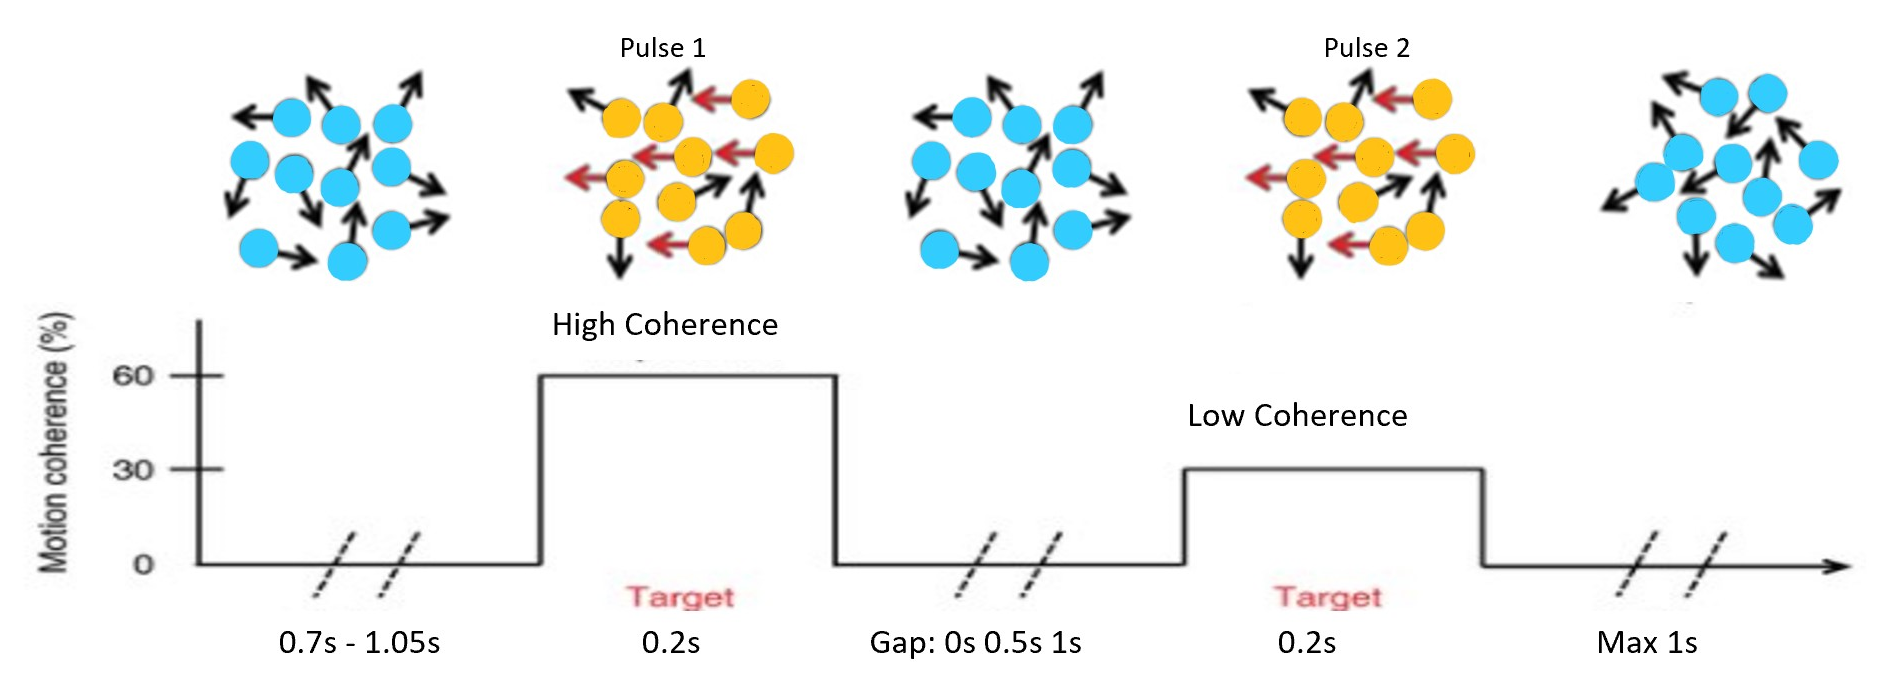 Pulse 1
Pulse 2
High Coherence
Low Coherence
Motion coherence (%)
60
30
0
Target
Target
0.7s - 1.05s
0.2s
Gap: 0s 0.5s 1s
0.2s
Max 1s